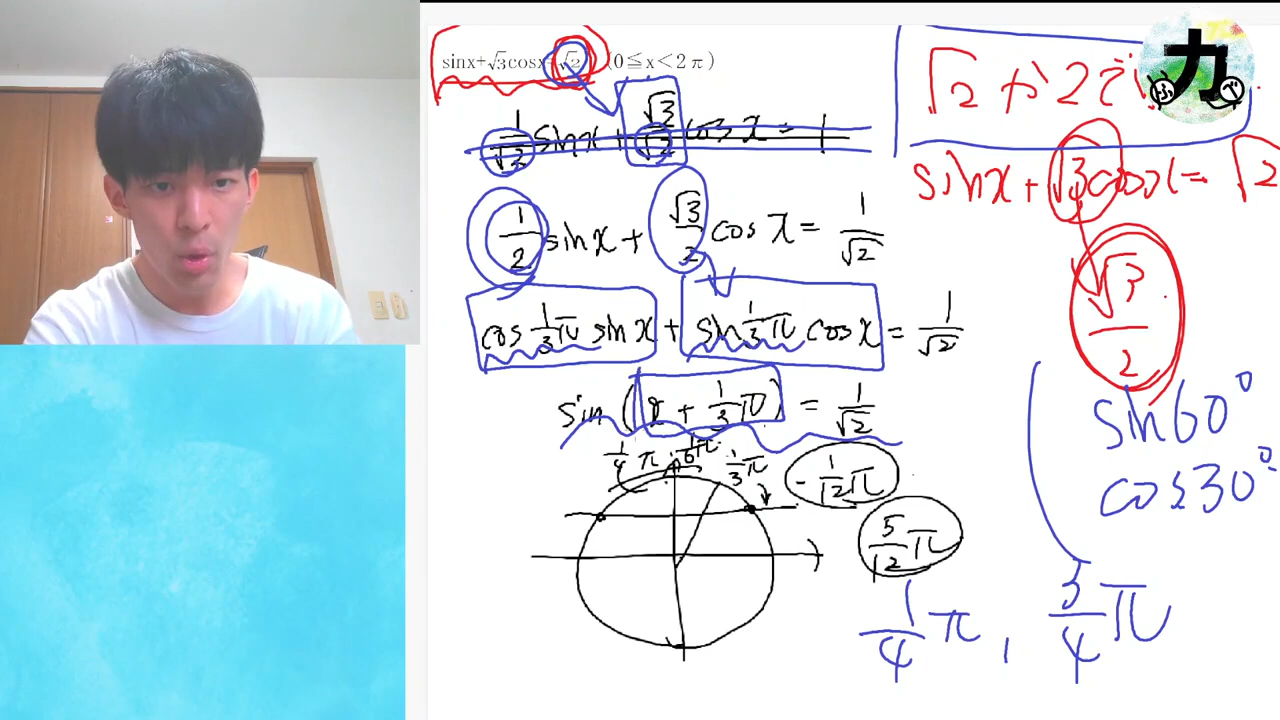 sinx+√3cosx=√2 (0≦x<2π)
1/√2 sinx + √3/√2 cosx = 1
1/2 sinx + √3/2 cosx = 1/√2
cos 1/3π sinx + sin 1/3π cosx = 1/√2
sin (x + 1/3π) = 1/√2
1/4π 1/6π 1/3π
-1/12π
5/12π
1/4π , 3/4π
√2か2で
力
sinx + √3cosx = √2
√3/2
sin60°
cos30°